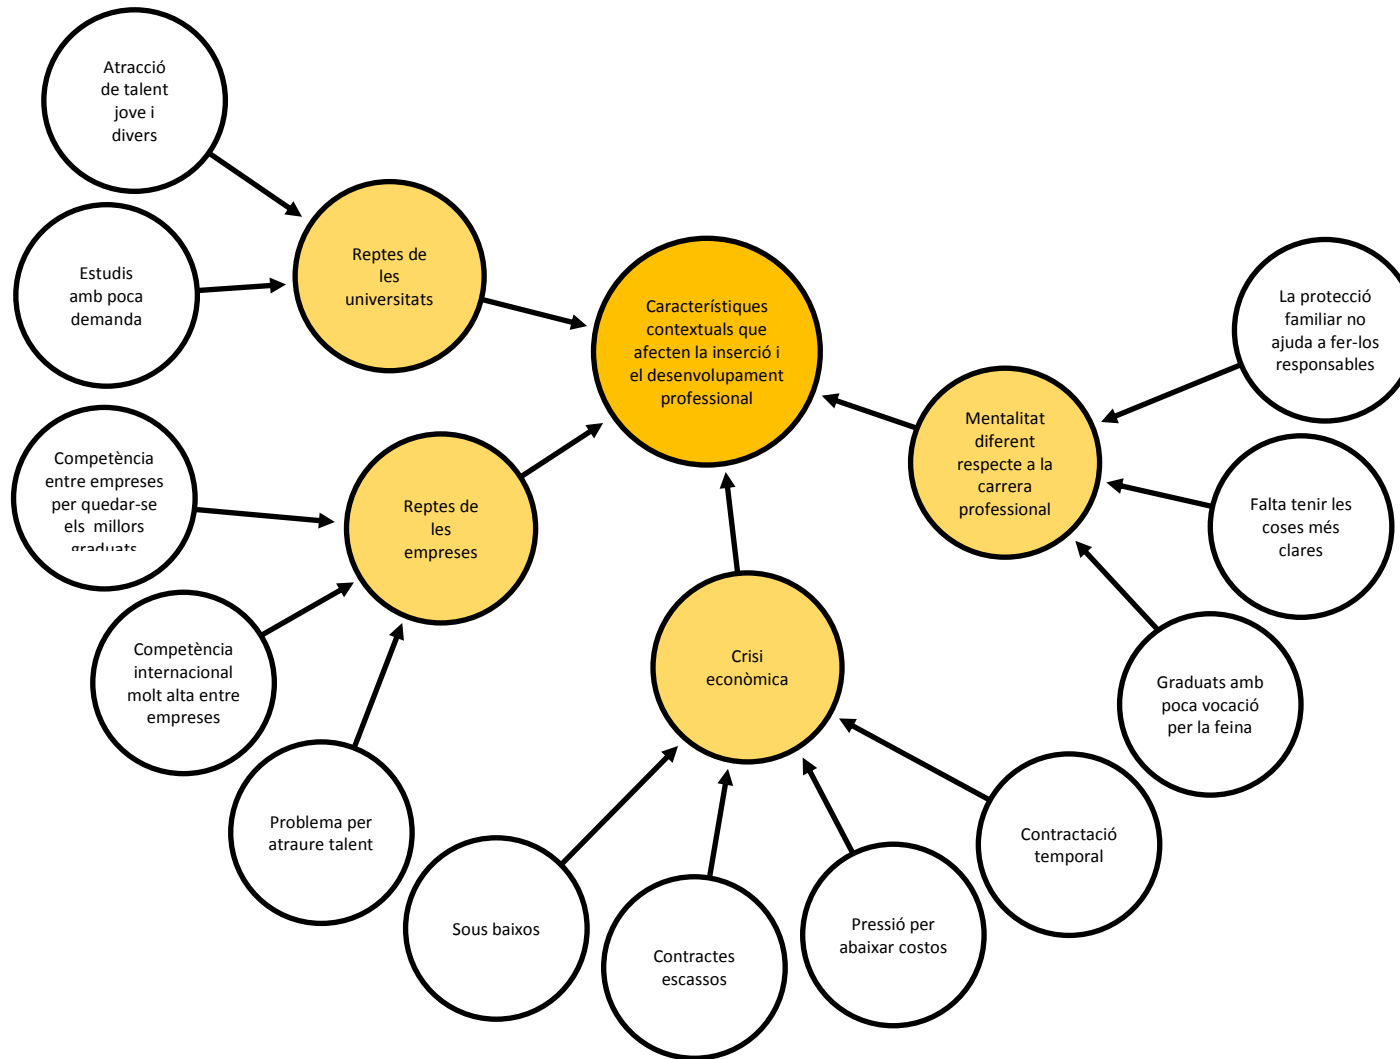 Atracció
de talent
jove i
divers
Estudis
amb poca
demanda
Reptes de
les
universitats
Característiques
contextuals que
afecten la inserció i
el desenvolupament
professional
La protecció
familiar no
ajuda a fer-los
responsables
Mentalitat
diferent
respecte a la
carrera
professional
Falta tenir les
coses més
clares
Graduats amb
poca vocació
per la feina
Competència
entre empreses
per quedar-se
els millors
graduats
Reptes de
les
empreses
Competència
internacional
molt alta entre
empreses
Problema per
atraure talent
Crisi
econòmica
Sous baixos
Contractes
escassos
Pressió per
abaixar costos
Contractació
temporal